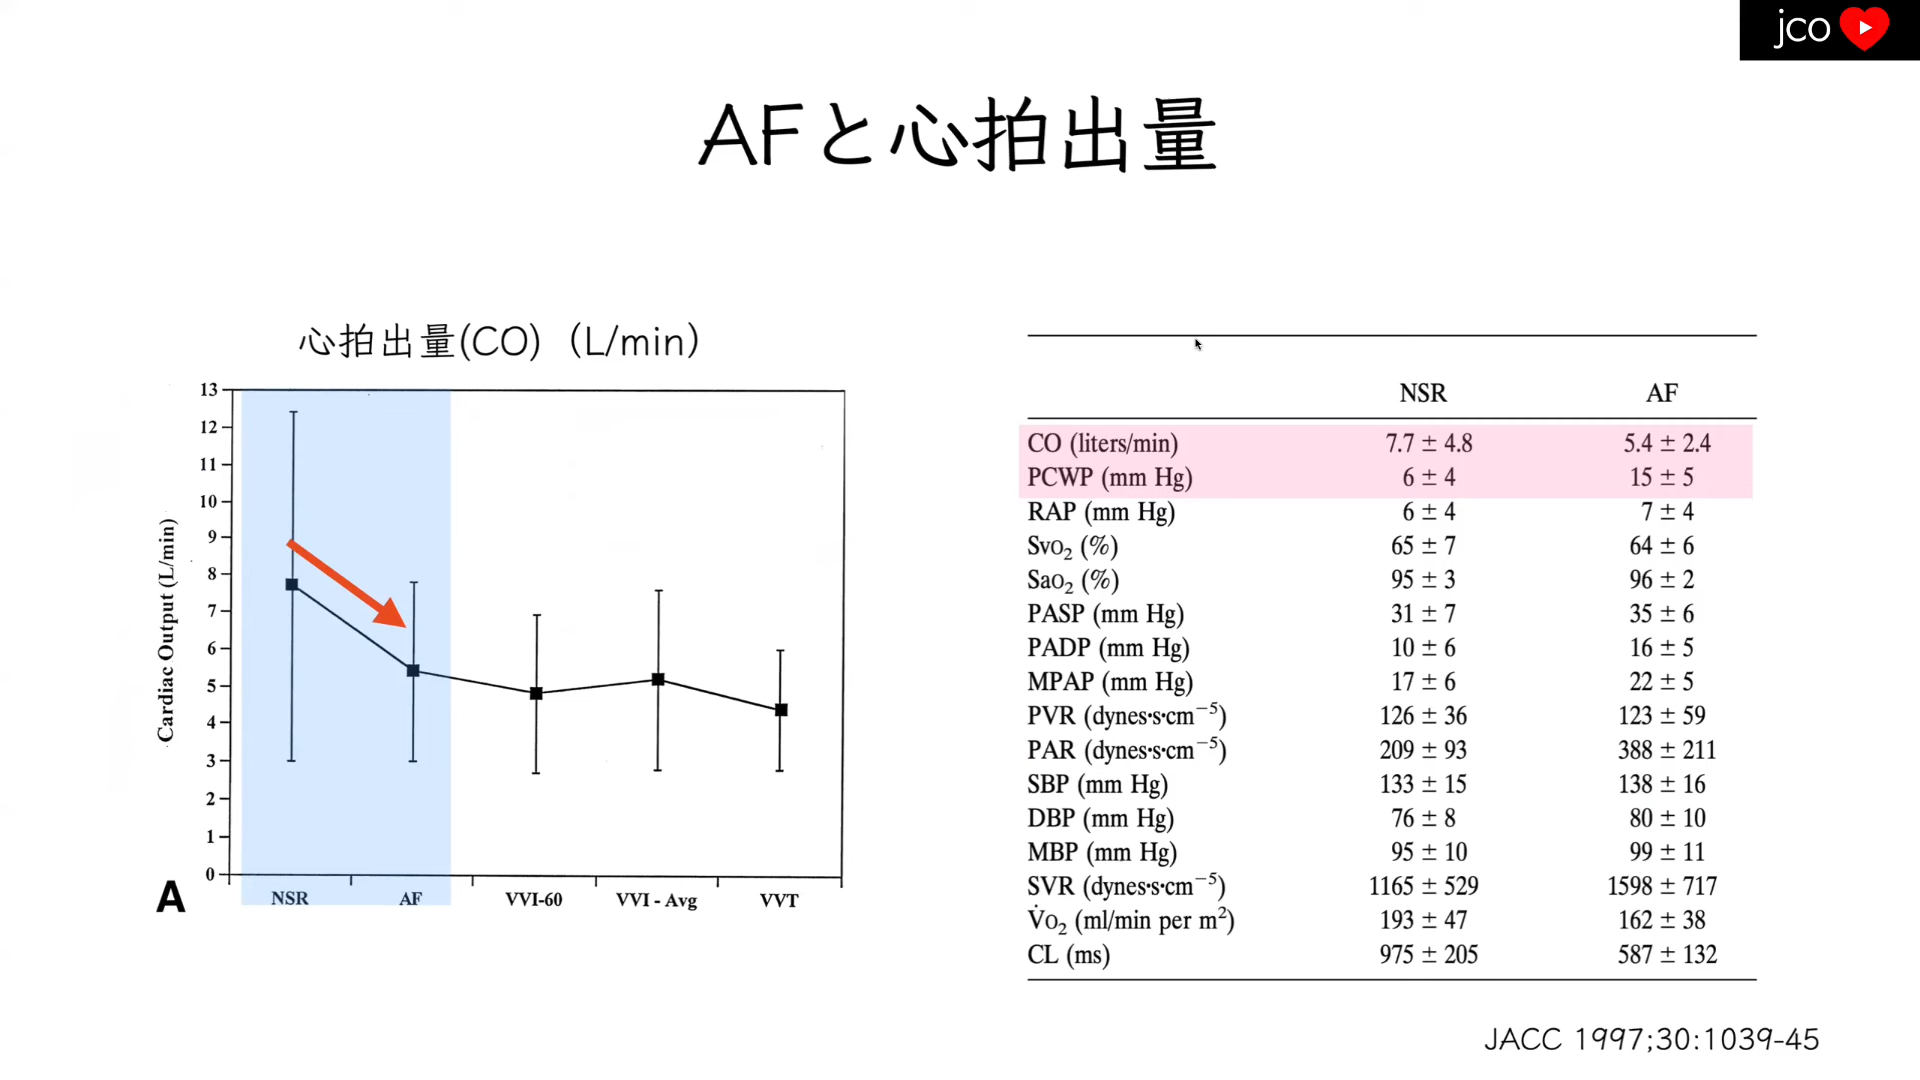 jco
AFと心拍出量
心拍出量(CO)（L/min）
13
12
11
10
9
8
7
6
5
4
3
2
1
0
Cardiac Output (L/min)
NSR AF VVI-60 VVI - Avg VVT
A
NSR AF
CO (liters/min) 7.7 ± 4.8 5.4 ± 2.4
PCWP (mm Hg) 6 ± 4 15 ± 5
RAP (mm Hg) 6 ± 4 7 ± 4
SvO₂ (%) 65 ± 7 64 ± 6
SaO₂ (%) 95 ± 3 96 ± 2
PASP (mm Hg) 31 ± 7 35 ± 6
PADP (mm Hg) 10 ± 6 16 ± 5
MPAP (mm Hg) 17 ± 6 22 ± 5
PVR (dynes·s·cm⁻⁵) 126 ± 36 123 ± 59
PAR (dynes·s·cm⁻⁵) 209 ± 93 388 ± 211
SBP (mm Hg) 133 ± 15 138 ± 16
DBP (mm Hg) 76 ± 8 80 ± 10
MBP (mm Hg) 95 ± 10 99 ± 11
SVR (dynes·s·cm⁻⁵) 1165 ± 529 1598 ± 717
V̇O₂ (ml/min per m²) 193 ± 47 162 ± 38
CL (ms) 975 ± 205 587 ± 132
JACC 1997;30:1039-45